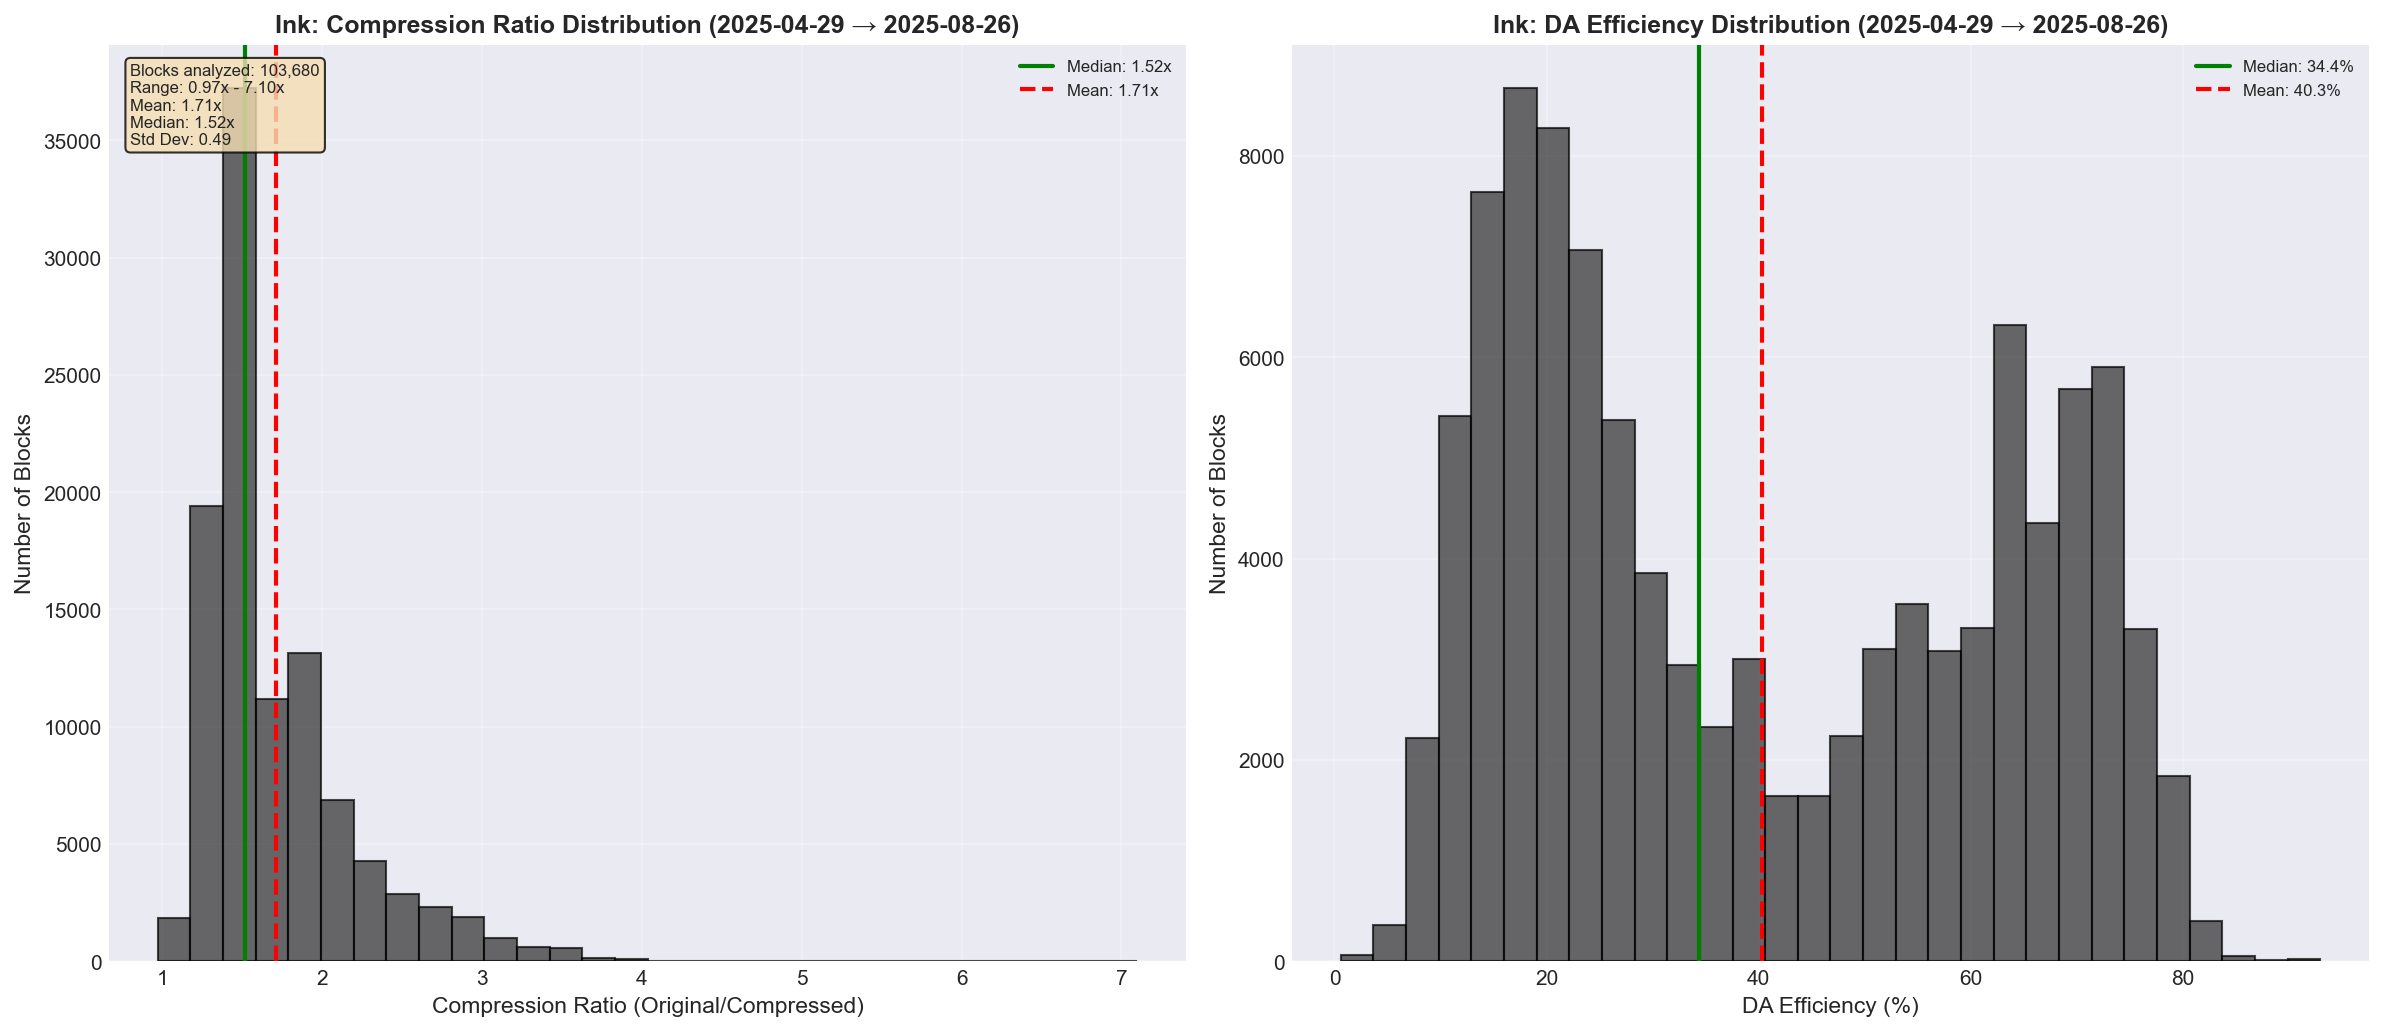 Ink: Compression Ratio Distribution (2025-04-29 → 2025-08-26)
Blocks analyzed: 103,680
Range: 0.97x - 7.10x
Mean: 1.71x
Median: 1.52x
Std Dev: 0.49
Median: 1.52x
Mean: 1.71x
Number of Blocks
35000
30000
25000
20000
15000
10000
5000
0
1 2 3 4 5 6 7
Compression Ratio (Original/Compressed)
Ink: DA Efficiency Distribution (2025-04-29 → 2025-08-26)
Median: 34.4%
Mean: 40.3%
Number of Blocks
8000
6000
4000
2000
0
0 20 40 60 80
DA Efficiency (%)